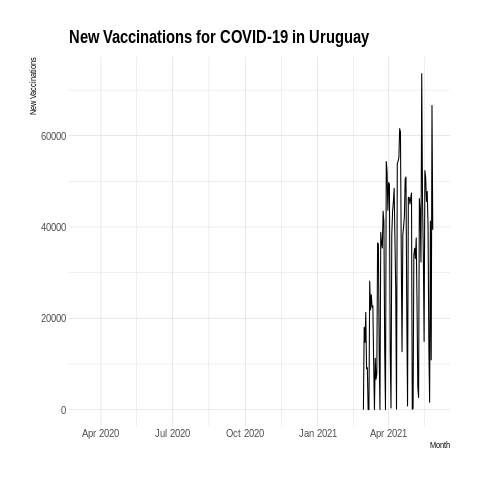 New Vaccinations for COVID-19 in Uruguay
New Vaccinations
60000
40000
20000
0
Apr 2020 Jul 2020 Oct 2020 Jan 2021 Apr 2021
Month